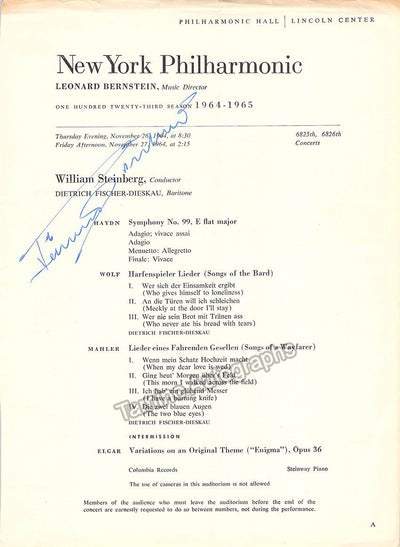 PHILHARMONIC HALL | LINCOLN CENTER
New York Philharmonic
LEONARD BERNSTEIN, Music Director
ONE HUNDRED TWENTY-THIRD SEASON 1964-1965
Thursday Evening, November 26, 1964, at 8:30 6825th, 6826th
Friday Afternoon, November 27, 1964, at 2:15 Concerts
William Steinberg, Conductor
DIETRICH FISCHER-DIESKAU, Baritone
HAYDN Symphony No. 99, E flat major
Adagio; vivace assai
Adagio
Menuetto: Allegretto
Finale: Vivace
WOLF Harfenspieler Lieder (Songs of the Bard)
I. Wer sich der Einsamkeit ergibt
(Who gives himself to loneliness)
II. An die Türen will ich schleichen
(Meekly at the door I'll stay)
III. Wer nie sein Brot mit Tränen ass
(Who never ate his bread with tears)
DIETRICH FISCHER-DIESKAU
MAHLER Lieder eines Fahrenden Gesellen (Songs of a Wayfarer)
I. Wenn mein Schatz Hochzeit macht
(When my dear love is wed)
II. Ging heut' Morgen über's Feld
(This morn I walked across the field)
III. Ich hab' ein glühend Messer
(I have a burning knife)
IV. Die zwei blauen Augen
(The two blue eyes)
DIETRICH FISCHER-DIESKAU
INTERMISSION
ELGAR Variations on an Original Theme ("Enigma"), Opus 36
Columbia Records Steinway Piano
The use of cameras in this auditorium is not allowed
Members of the audience who must leave the auditorium before the end of the
concert are earnestly requested to do so between numbers, not during the performance.
A